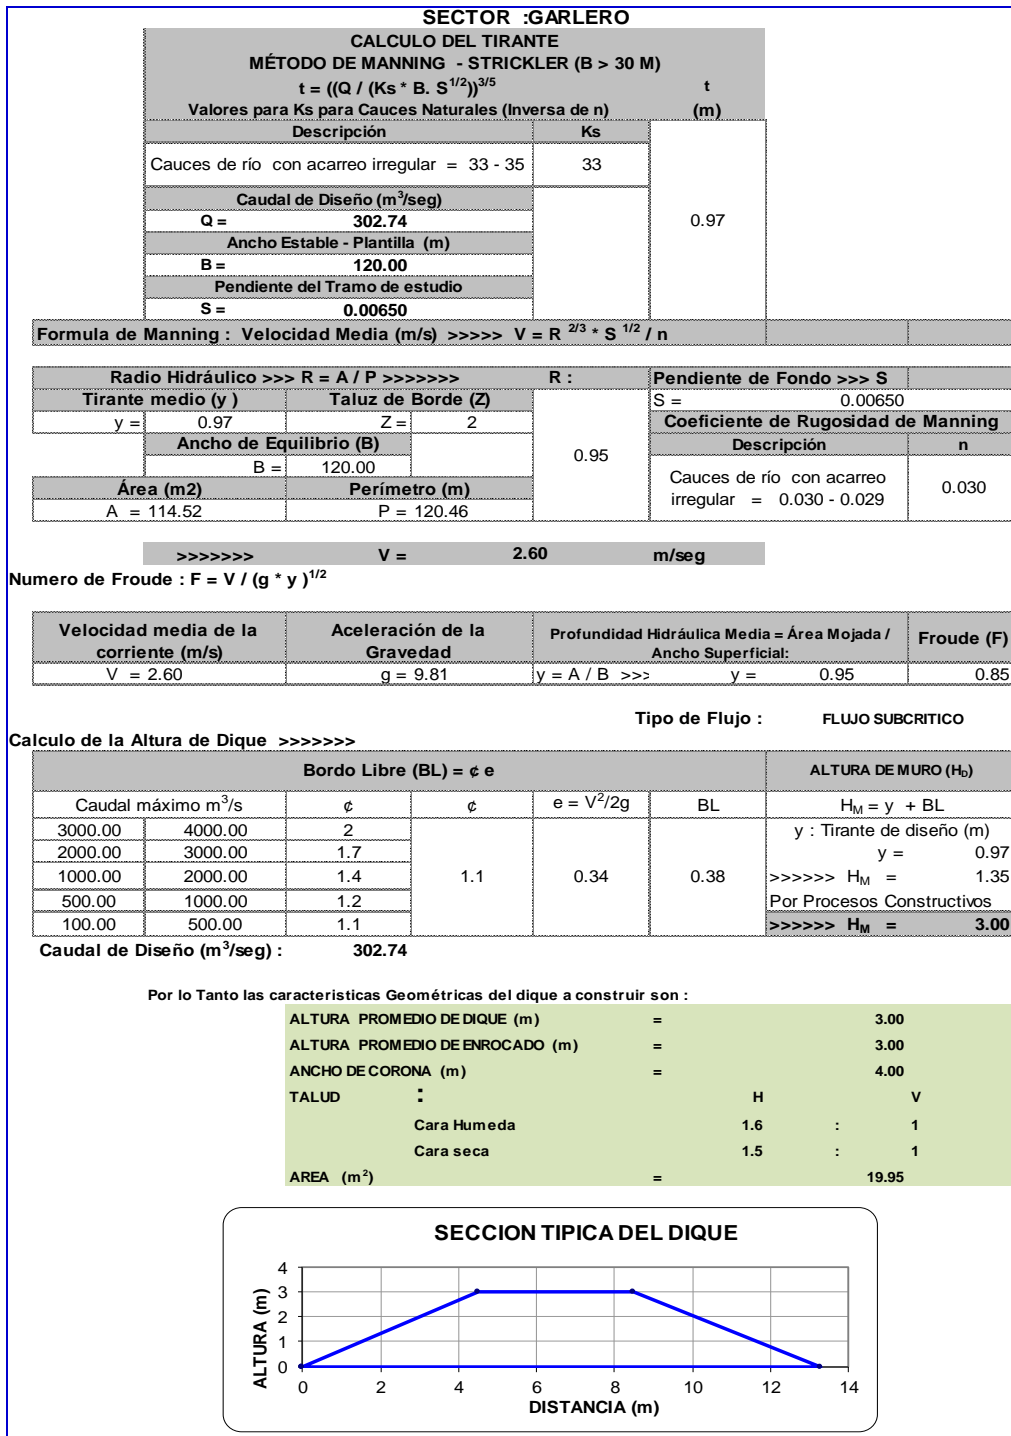 SECTOR :GARLERO
CALCULO DEL TIRANTE
MÉTODO DE MANNING - STRICKLER (B > 30 M)
t = ((Q / (Ks * B. S^1/2))^3/5 t
Valores para Ks para Cauces Naturales (Inversa de n) (m)
Descripción Ks
Cauces de río con acarreo irregular = 33 - 35 33
Caudal de Diseño (m³/seg)
Q = 302.74 0.97
Ancho Estable - Plantilla (m)
B = 120.00
Pendiente del Tramo de estudio
S = 0.00650
Formula de Manning : Velocidad Media (m/s) >>>>> V = R ^2/3 * S ^1/2 / n
Radio Hidráulico >>> R = A / P >>>>>>> R : Pendiente de Fondo >>> S
Tirante medio (y ) Taluz de Borde (Z) S = 0.00650
y = 0.97 Z = 2 Coeficiente de Rugosidad de Manning
Ancho de Equilibrio (B) 0.95 Descripción n
B = 120.00
Cauces de río con acarreo
irregular = 0.030 - 0.029 0.030
Área (m2) Perímetro (m)
A = 114.52 P = 120.46
>>>>>>> V = 2.60 m/seg
Numero de Froude : F = V / (g * y )^1/2
Velocidad media de la corriente (m/s) Aceleración de la Gravedad Profundidad Hidráulica Media = Área Mojada / Ancho Superficial: Froude (F)
V = 2.60 g = 9.81 y = A / B >>> y = 0.95 0.85
Tipo de Flujo : FLUJO SUBCRITICO
Calculo de la Altura de Dique >>>>>>>
Bordo Libre (BL) = ¢ e ALTURA DE MURO (H_D)
Caudal máximo m³/s ¢ ¢ e = V²/2g BL H_M = y + BL
3000.00 4000.00 2 y : Tirante de diseño (m)
2000.00 3000.00 1.7 y = 0.97
1000.00 2000.00 1.4 1.1 0.34 0.38 >>>>>> H_M = 1.35
500.00 1000.00 1.2 Por Procesos Constructivos
100.00 500.00 1.1 >>>>>> H_M = 3.00
Caudal de Diseño (m³/seg) : 302.74
Por lo Tanto las caracteristicas Geométricas del dique a construir son :
ALTURA PROMEDIO DE DIQUE (m) = 3.00
ALTURA PROMEDIO DE ENROCADO (m) = 3.00
ANCHO DE CORONA (m) = 4.00
TALUD : H V
Cara Humeda 1.6 : 1
Cara seca 1.5 : 1
AREA (m²) = 19.95
SECCION TIPICA DEL DIQUE
ALTURA (m)
4
3
2
1
0
0 2 4 6 8 10 12 14
DISTANCIA (m)